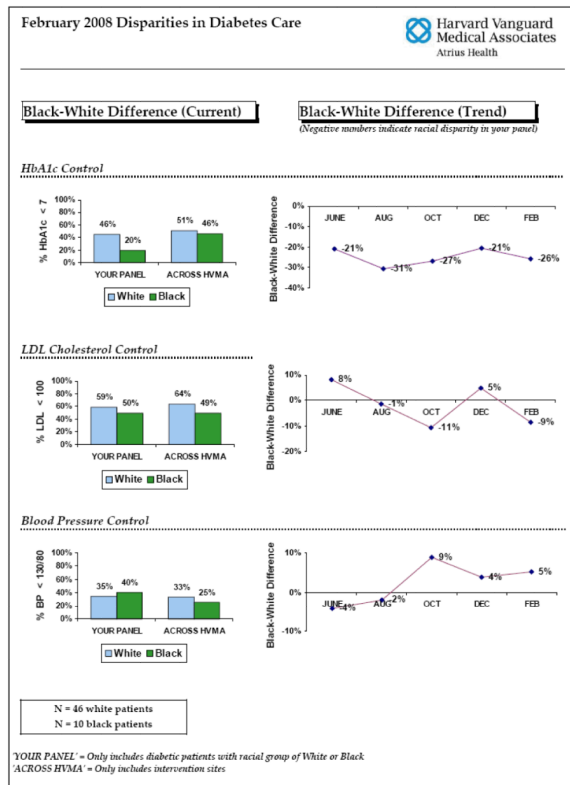 February 2008 Disparities in Diabetes Care
Harvard Vanguard
Medical Associates
Atrius Health
Black-White Difference (Current)
Black-White Difference (Trend)
(Negative numbers indicate racial disparity in your panel)
HbA1c Control
% HbA1c < 7
100%
80%
60%
40%
20%
0%
46%
20%
51%
46%
YOUR PANEL
ACROSS HVMA
White
Black
Black-White Difference
0%
-10%
-20%
-30%
-40%
JUNE
AUG
OCT
DEC
FEB
-21%
-31%
-27%
-21%
-26%
LDL Cholesterol Control
% LDL < 100
100%
80%
60%
40%
20%
0%
59%
50%
64%
49%
YOUR PANEL
ACROSS HVMA
White
Black
Black-White Difference
10%
0%
-10%
-20%
8%
-1%
-11%
5%
-9%
JUNE
AUG
OCT
DEC
FEB
Blood Pressure Control
% BP < 130/80
100%
80%
60%
40%
20%
0%
35%
40%
33%
25%
YOUR PANEL
ACROSS HVMA
White
Black
Black-White Difference
10%
0%
-10%
-4%
-2%
9%
4%
5%
JUNE
AUG
OCT
DEC
FEB
N = 46 white patients
N = 10 black patients
'YOUR PANEL' = Only includes diabetic patients with racial group of White or Black
'ACROSS HVMA' = Only includes intervention sites